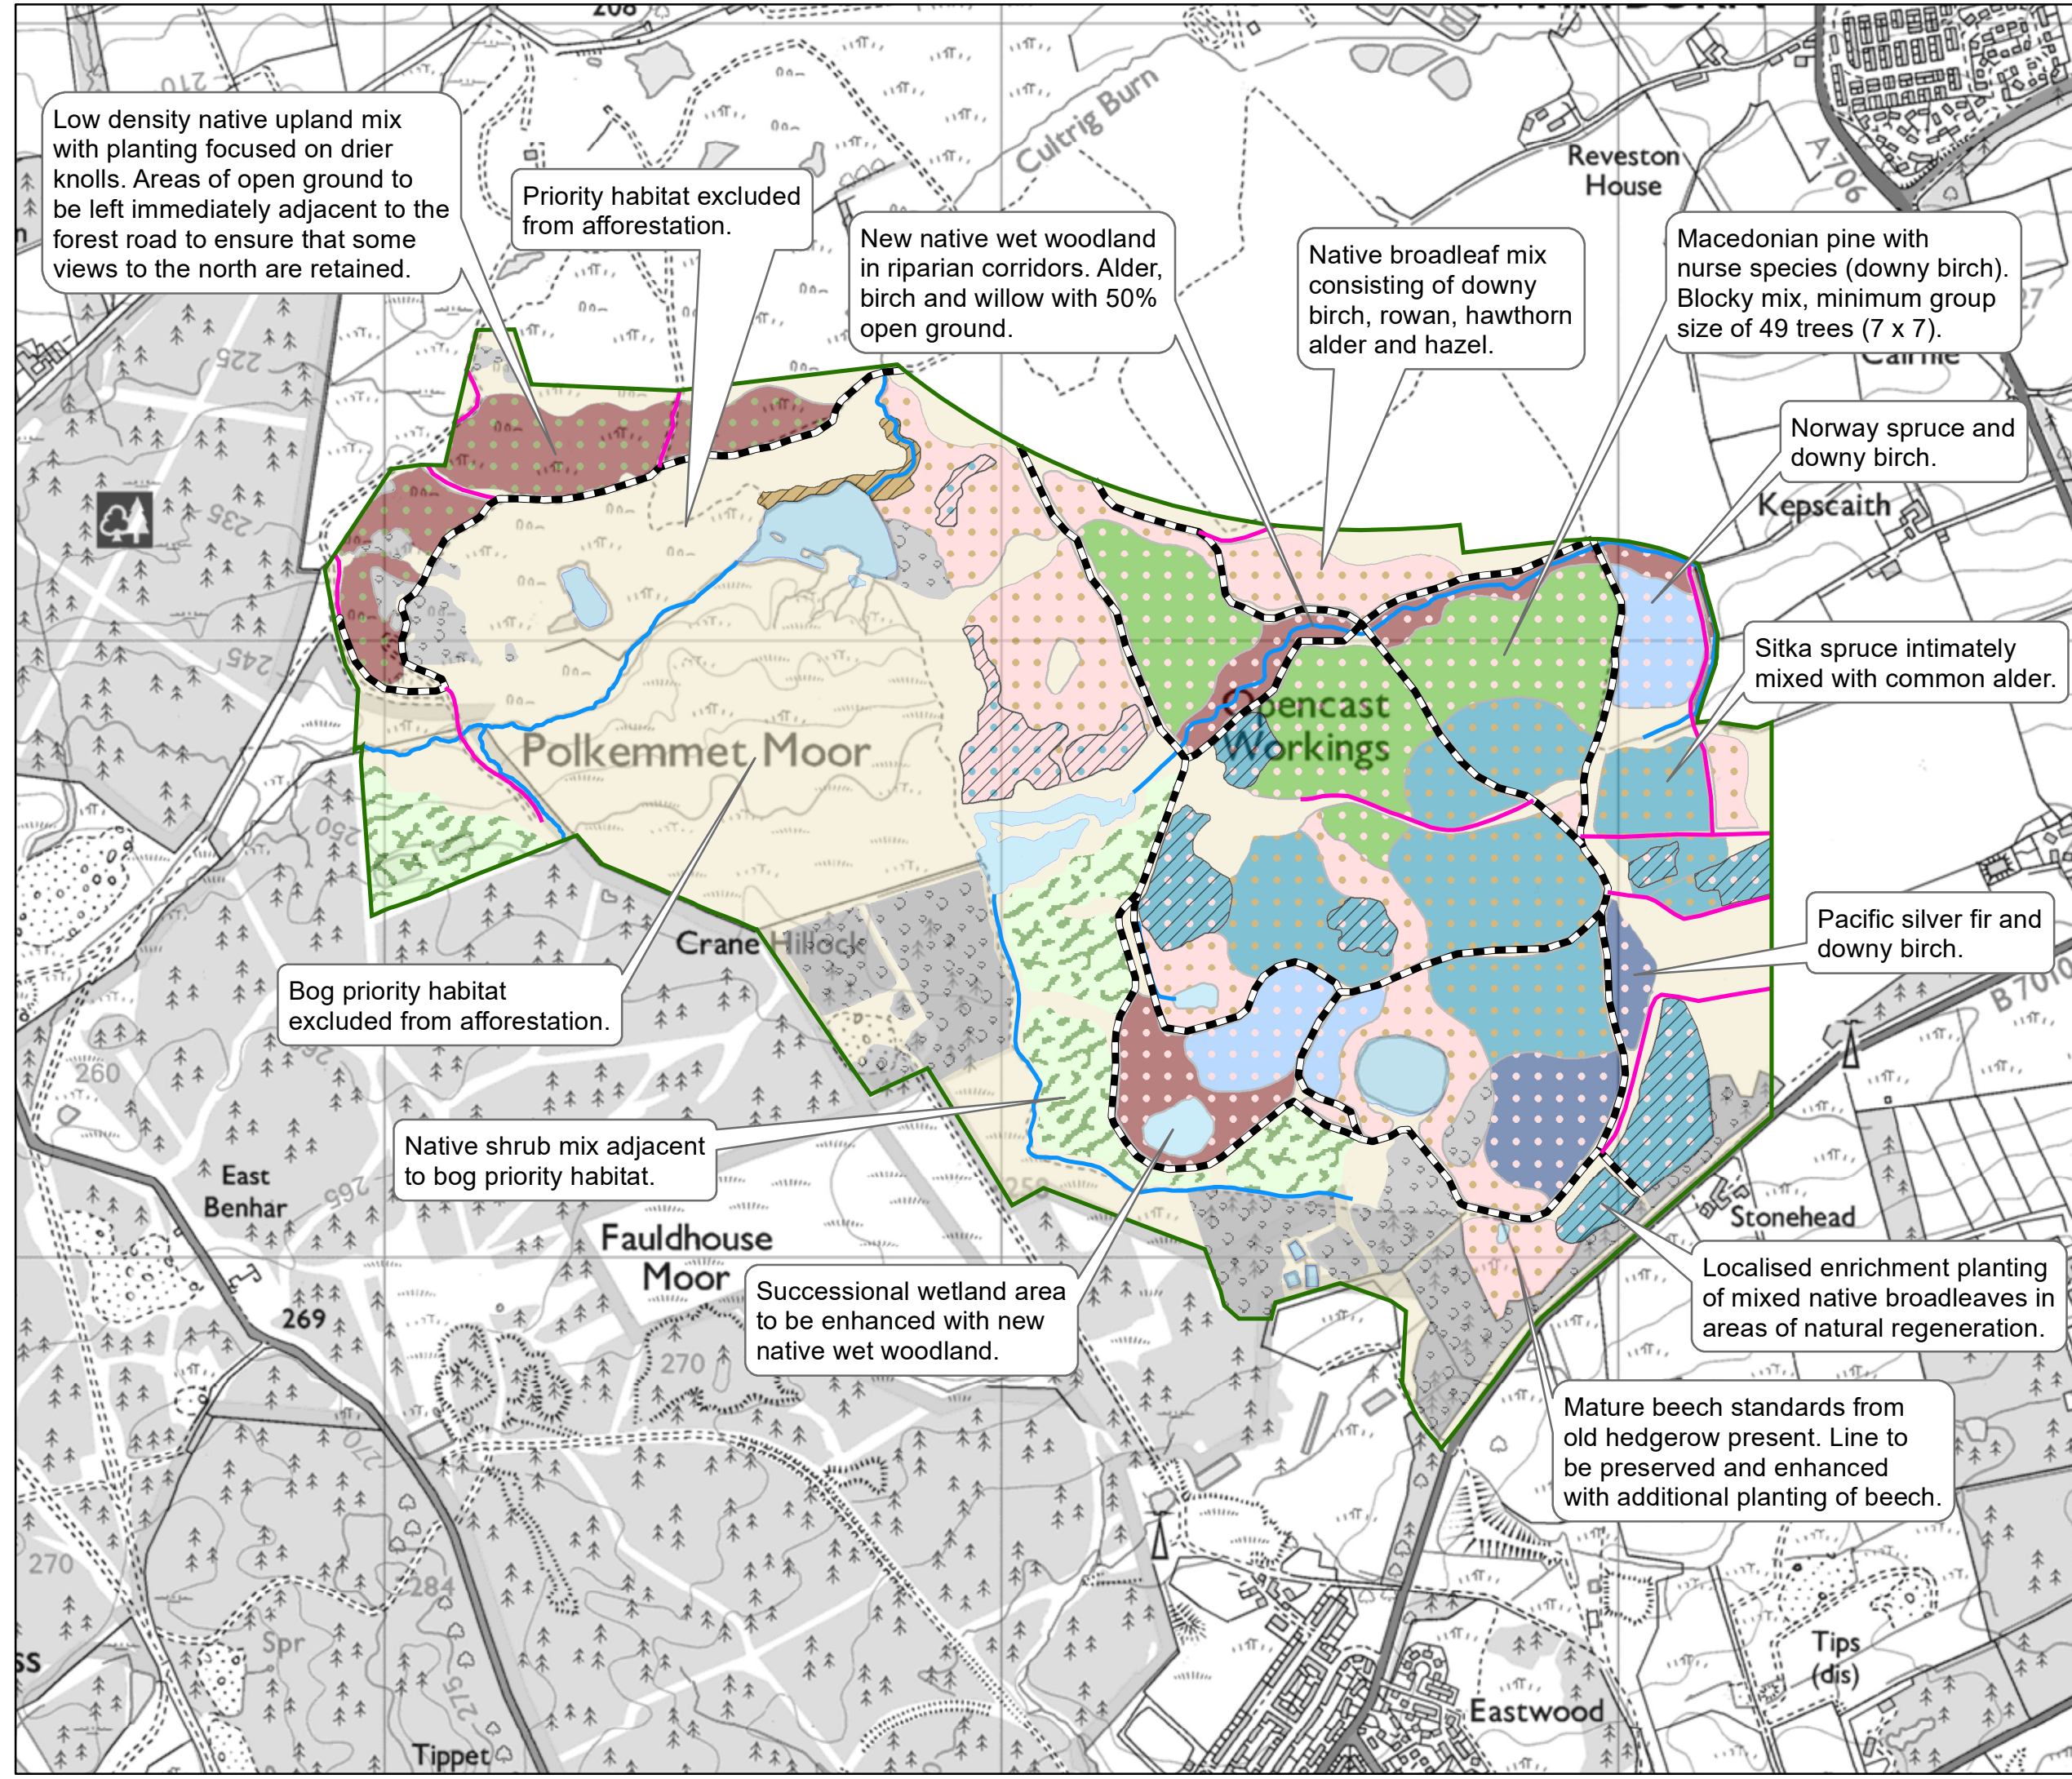 208
210
Low density native upland mix
with planting focused on drier
knolls. Areas of open ground to
be left immediately adjacent to the
forest road to ensure that some
views to the north are retained.
Priority habitat excluded
from afforestation.
Cultrig Burn
New native wet woodland
in riparian corridors. Alder,
birch and willow with 50%
open ground.
Reveston
House
A 706
Native broadleaf mix
consisting of downy
birch, rowan, hawthorn
alder and hazel.
Macedonian pine with
nurse species (downy birch).
Blocky mix, minimum group
size of 49 trees (7 x 7).
Cairnie
225
Norway spruce and
downy birch.
Kepscaith
235
245
Sitka spruce intimately
mixed with common alder.
Opencast
Workings
Polkemmet Moor
250
Crane Hillock
Pacific silver fir and
downy birch.
B 7010
Bog priority habitat
excluded from afforestation.
260
Native shrub mix adjacent
to bog priority habitat.
East
Benhar
265
258
Stonehead
Fauldhouse
Moor
Successional wetland area
to be enhanced with new
native wet woodland.
Localised enrichment planting
of mixed native broadleaves in
areas of natural regeneration.
269
270
Mature beech standards from
old hedgerow present. Line to
be preserved and enhanced
with additional planting of beech.
270
270
284
Spr
275
Tips
(dis)
Eastwood
Tippet